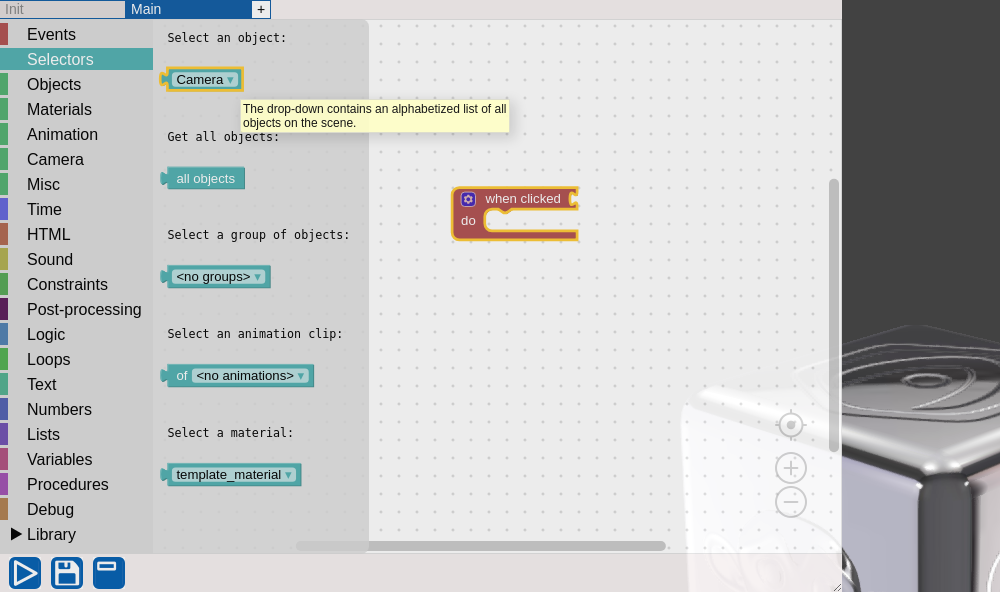 Init
Main
+
Events
Selectors
Objects
Materials
Animation
Camera
Misc
Time
HTML
Sound
Constraints
Post-processing
Logic
Loops
Text
Numbers
Lists
Variables
Procedures
Debug
Library
Select an object:
Camera
The drop-down contains an alphabetized list of all
objects on the scene.
Get all objects:
all objects
Select a group of objects:
<no groups>
Select an animation clip:
of <no animations>
Select a material:
template_material
when clicked
do